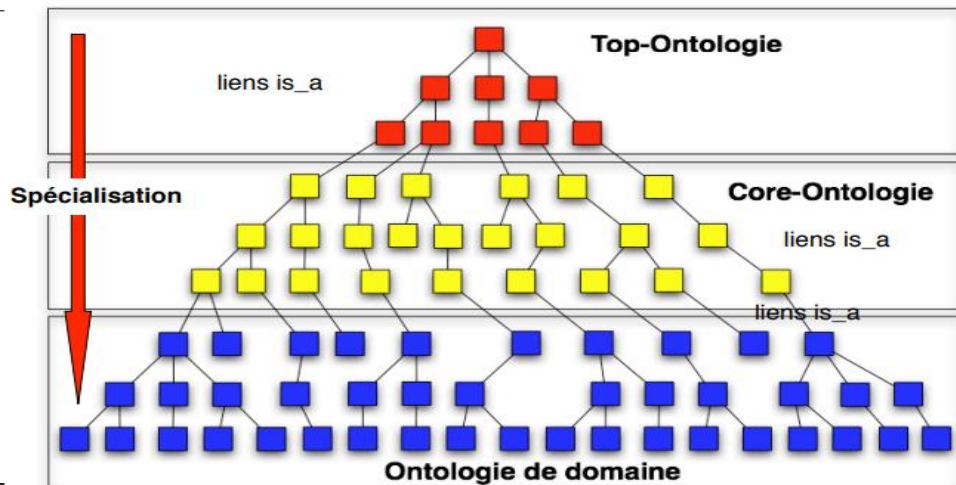 Top-Ontologie
liens is_a
Spécialisation
Core-Ontologie
liens is_a
liens is_a
Ontologie de domaine